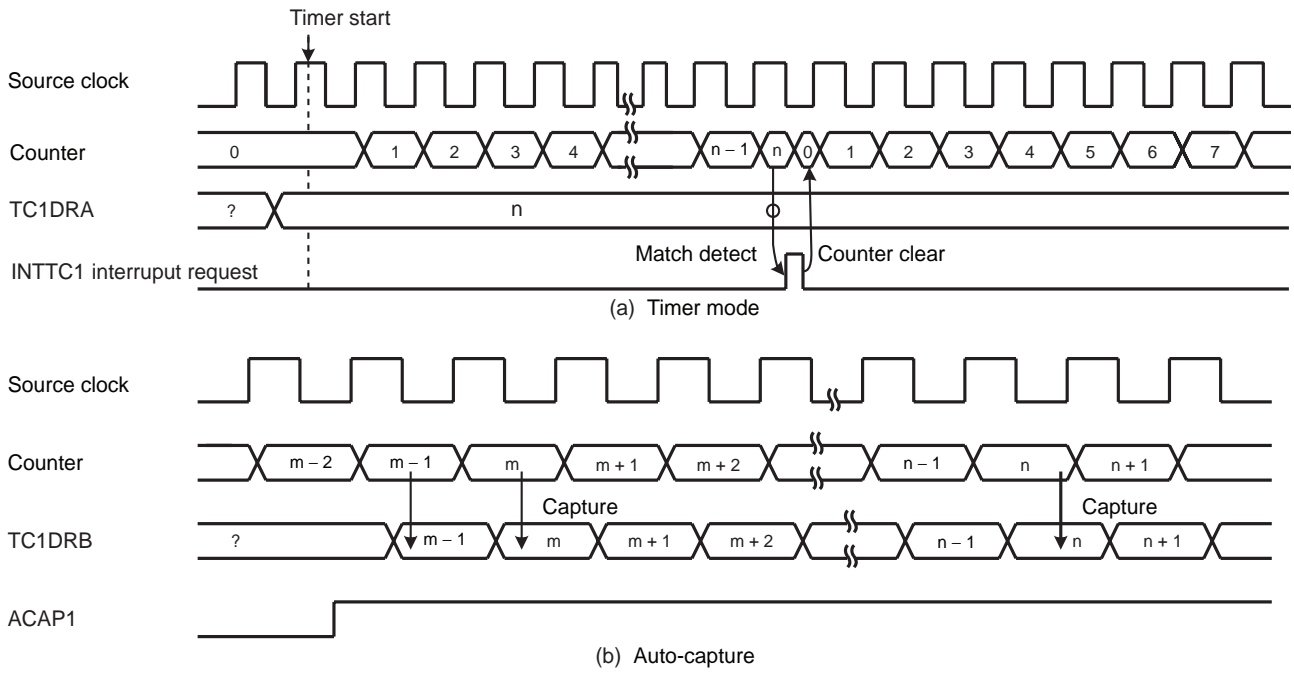 Timer start
Source clock
Counter
0 1 2 3 4 n – 1 n 0 1 2 3 4 5 6 7
TC1DRA
? n
Match detect Counter clear
INTTC1 interruput request
(a) Timer mode
Source clock
Counter
m – 2 m – 1 m m + 1 m + 2 n – 1 n n + 1
Capture Capture
TC1DRB
? m – 1 m m + 1 m + 2 n – 1 n n + 1
ACAP1
(b) Auto-capture